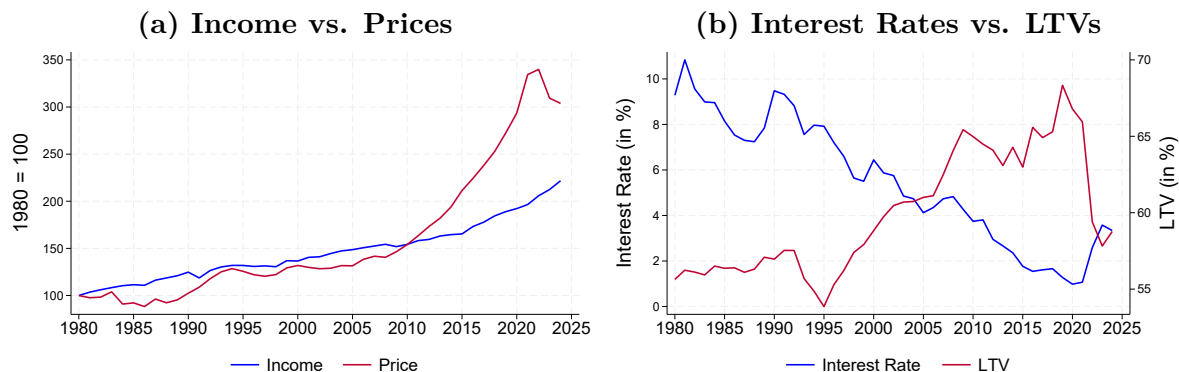 (a) Income vs. Prices
1980 = 100
350
300
250
200
150
100
1980 1985 1990 1995 2000 2005 2010 2015 2020 2025
Income Price
(b) Interest Rates vs. LTVs
Interest Rate (in %)
10
8
6
4
2
0
70
65
60
55
LTV (in %)
1980 1985 1990 1995 2000 2005 2010 2015 2020 2025
Interest Rate LTV